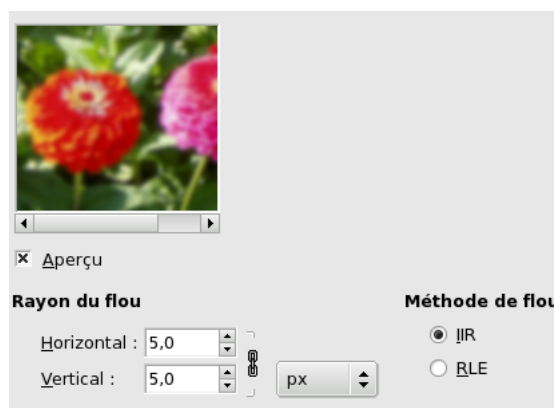 Aperçu
Rayon du flou
Horizontal : 5,0
Vertical : 5,0
px
Méthode de flou
IIR
RLE